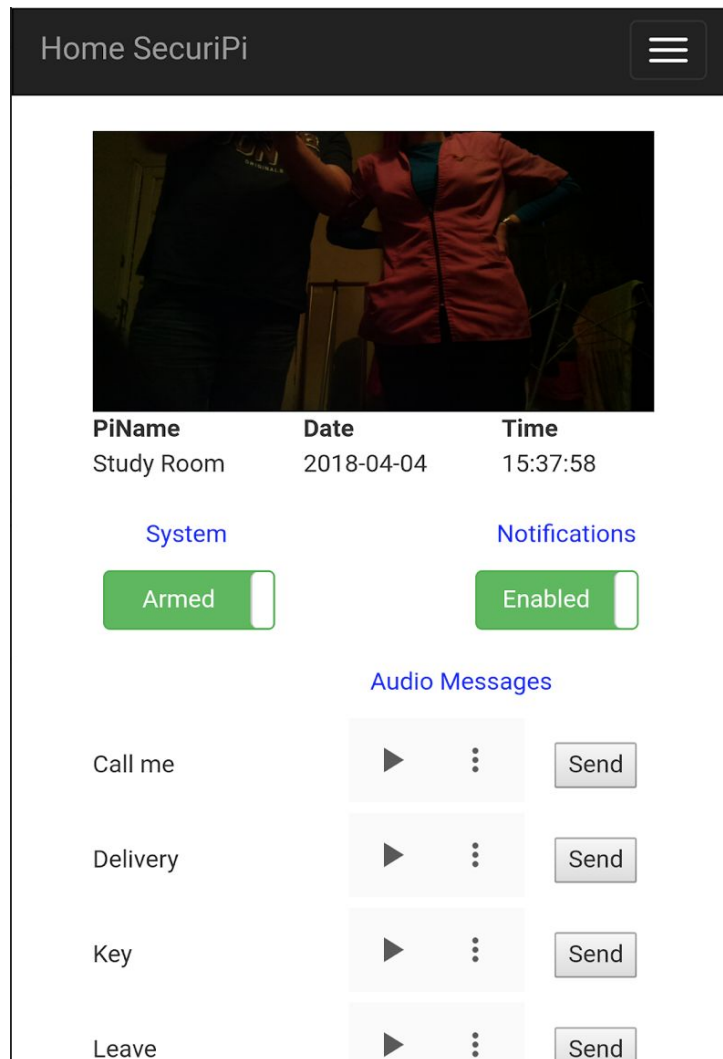 Home SecuriPi
ORIGINALS
PiName Date Time
Study Room 2018-04-04 15:37:58
System Notifications
Armed Enabled
Audio Messages
Call me Send
Delivery Send
Key Send
Leave Send